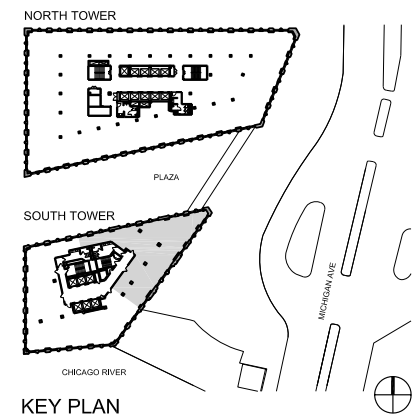 NORTH TOWER
PLAZA
SOUTH TOWER
MICHIGAN AVE
CHICAGO RIVER
KEY PLAN